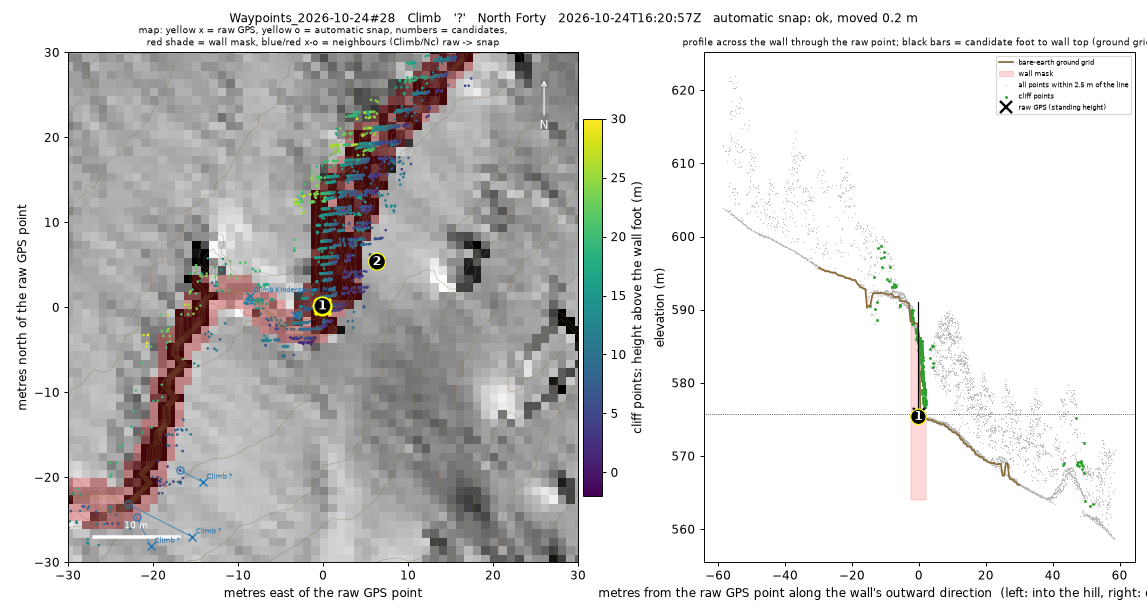 Waypoints_2026-10-24#28 Climb '?' North Forty 2026-10-24T16:20:57Z automatic snap: ok, moved 0.2 m
map: yellow x = raw GPS, yellow o = automatic snap, numbers = candidates,
red shade = wall mask, blue/red x-o = neighbours (Climb/Nc) raw -> snap
profile across the wall through the raw point; black bars = candidate foot to wall top (ground gri
metres north of the raw GPS point
30
20
10
0
−10
−20
−30
−30
−20
−10
0
10
20
30
metres east of the raw GPS point
N
1
2
Climb ?
Climb ?
Climb ?
10 m
30
25
20
15
10
5
0
cliff points: height above the wall foot (m)
elevation (m)
620
610
600
590
580
570
560
bare-earth ground grid
wall mask
all points within 2.5 m of the line
cliff points
raw GPS (standing height)
1
−60
−40
−20
0
20
40
60
metres from the raw GPS point along the wall's outward direction (left: into the hill, right: